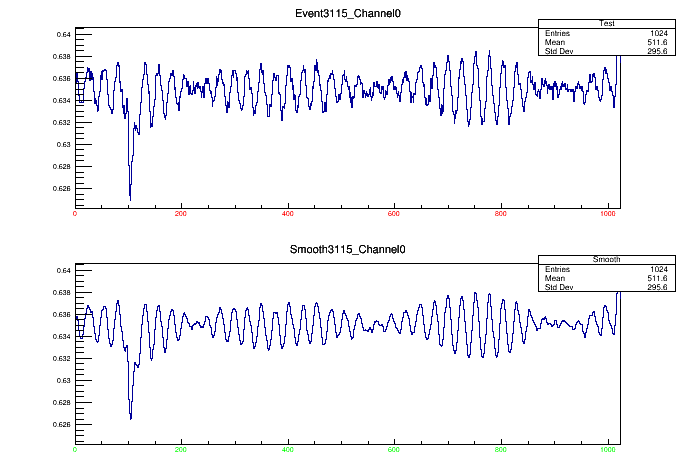 Event3115_Channel0
Test
Entries 1024
Mean 511.6
Std Dev 295.6
0.64
0.638
0.636
0.634
0.632
0.63
0.628
0.626
0 200 400 600 800 1000
Smooth3115_Channel0
Smooth
Entries 1024
Mean 511.6
Std Dev 295.6
0.64
0.638
0.636
0.634
0.632
0.63
0.628
0.626
0 200 400 600 800 1000